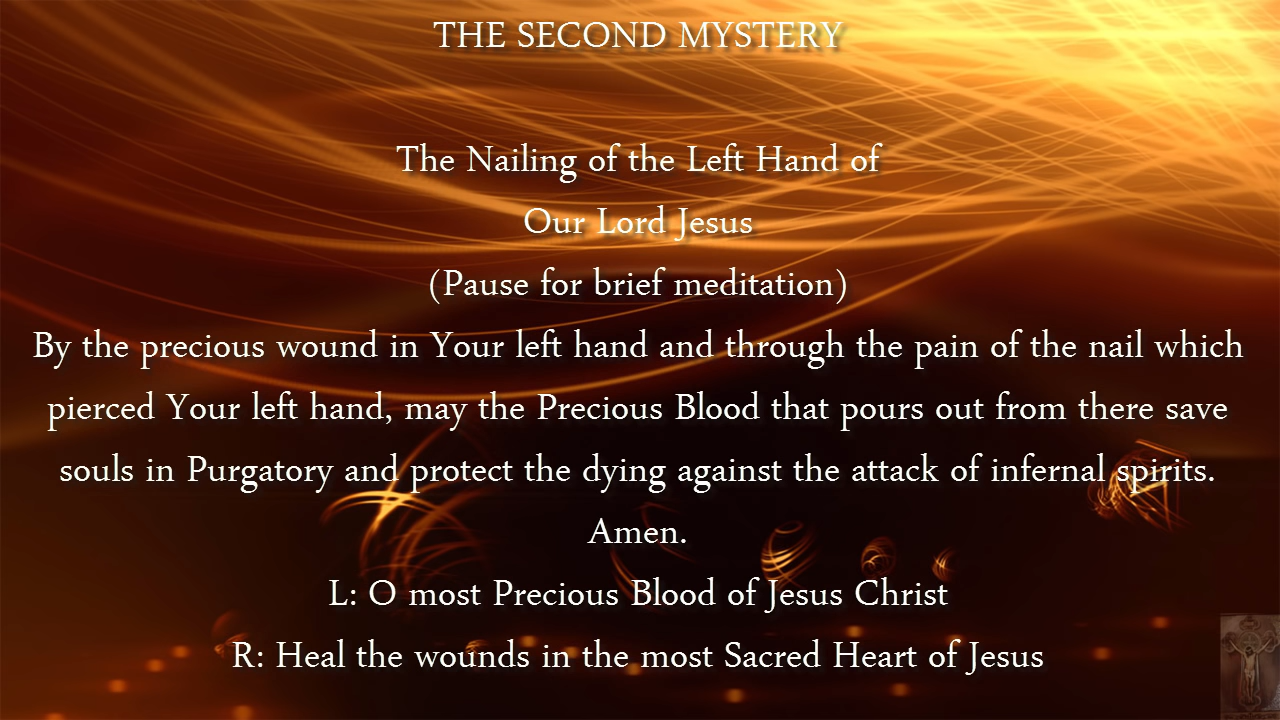 THE SECOND MYSTERY
The Nailing of the Left Hand of
Our Lord Jesus
(Pause for brief meditation)
By the precious wound in Your left hand and through the pain of the nail which
pierced Your left hand, may the Precious Blood that pours out from there save
souls in Purgatory and protect the dying against the attack of infernal spirits.
Amen.
L: O most Precious Blood of Jesus Christ
R: Heal the wounds in the most Sacred Heart of Jesus